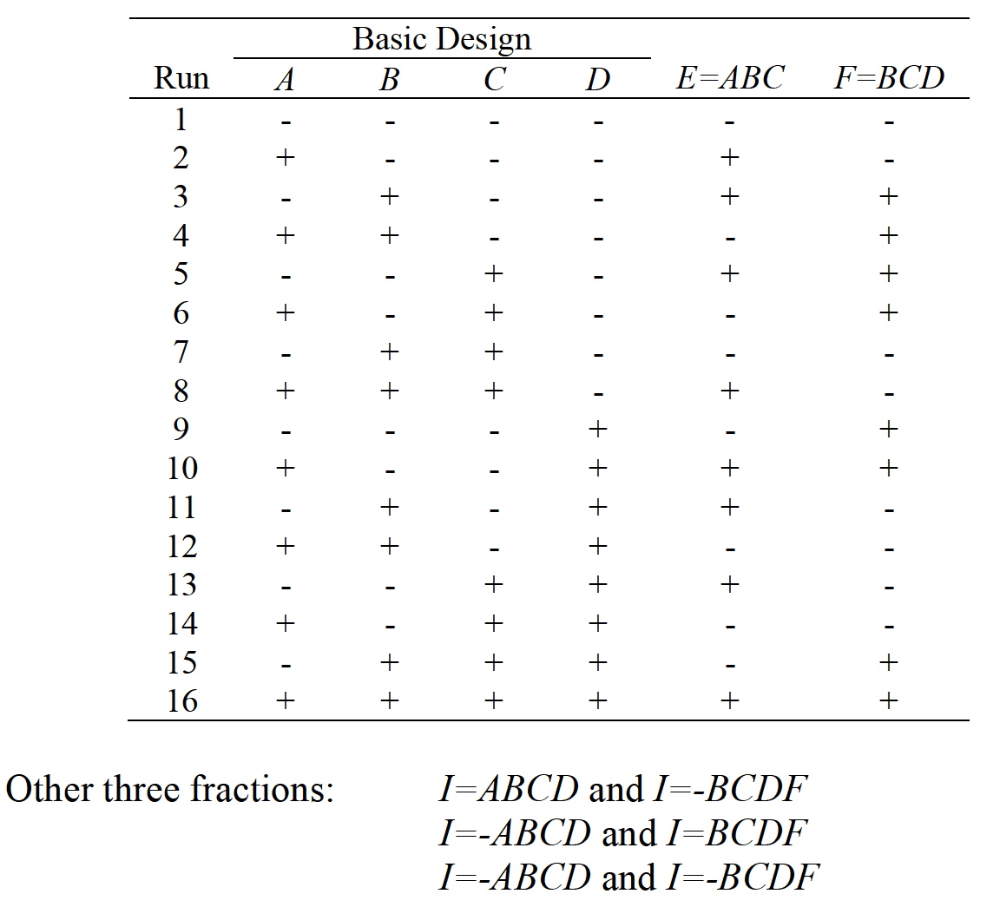 Basic Design
Run A B C D E=ABC F=BCD
1 - - - - - -
2 + - - - + -
3 - + - - + +
4 + + - - - +
5 - - + - + +
6 + - + - - +
7 - + + - - -
8 + + + - + -
9 - - - + - +
10 + - - + + +
11 - + - + + -
12 + + - + - -
13 - - + + + -
14 + - + + - -
15 - + + + - +
16 + + + + + +
Other three fractions: I=ABCD and I=-BCDF
I=-ABCD and I=BCDF
I=-ABCD and I=-BCDF